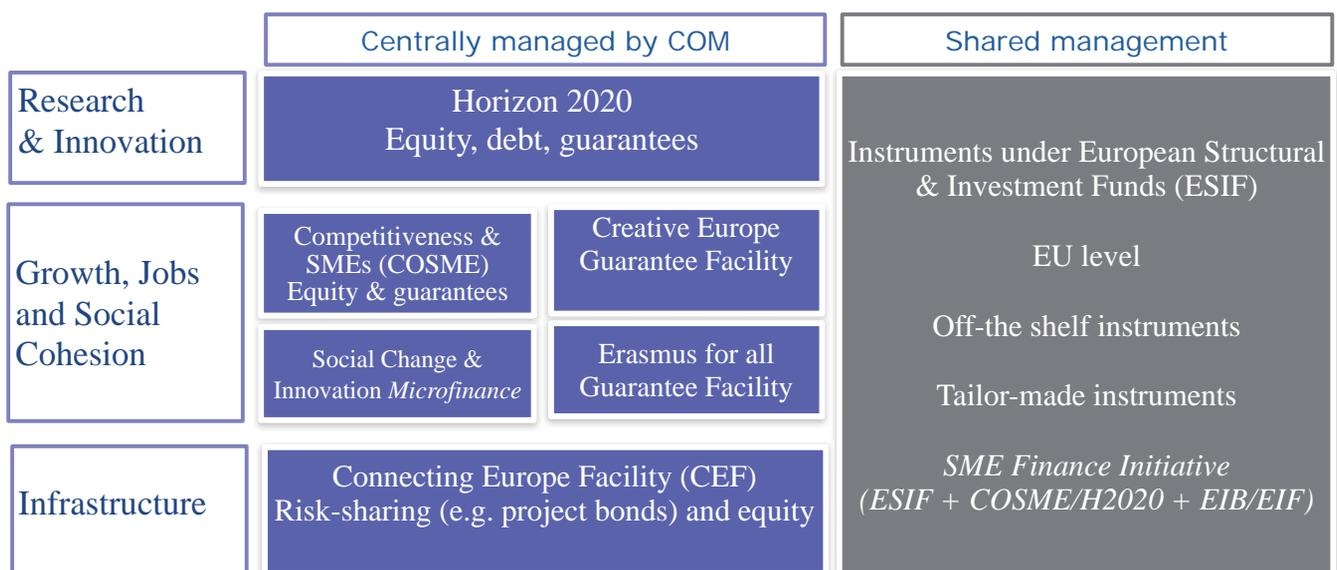 Centrally managed by COM
Shared management
Research
& Innovation
Horizon 2020
Equity, debt, guarantees
Growth, Jobs
and Social
Cohesion
Competitiveness &
SMEs (COSME)
Equity & guarantees
Creative Europe
Guarantee Facility
Social Change &
Innovation Microfinance
Erasmus for all
Guarantee Facility
Infrastructure
Connecting Europe Facility (CEF)
Risk-sharing (e.g. project bonds) and equity
Instruments under European Structural
& Investment Funds (ESIF)
EU level
Off-the shelf instruments
Tailor-made instruments
SME Finance Initiative
(ESIF + COSME/H2020 + EIB/EIF)